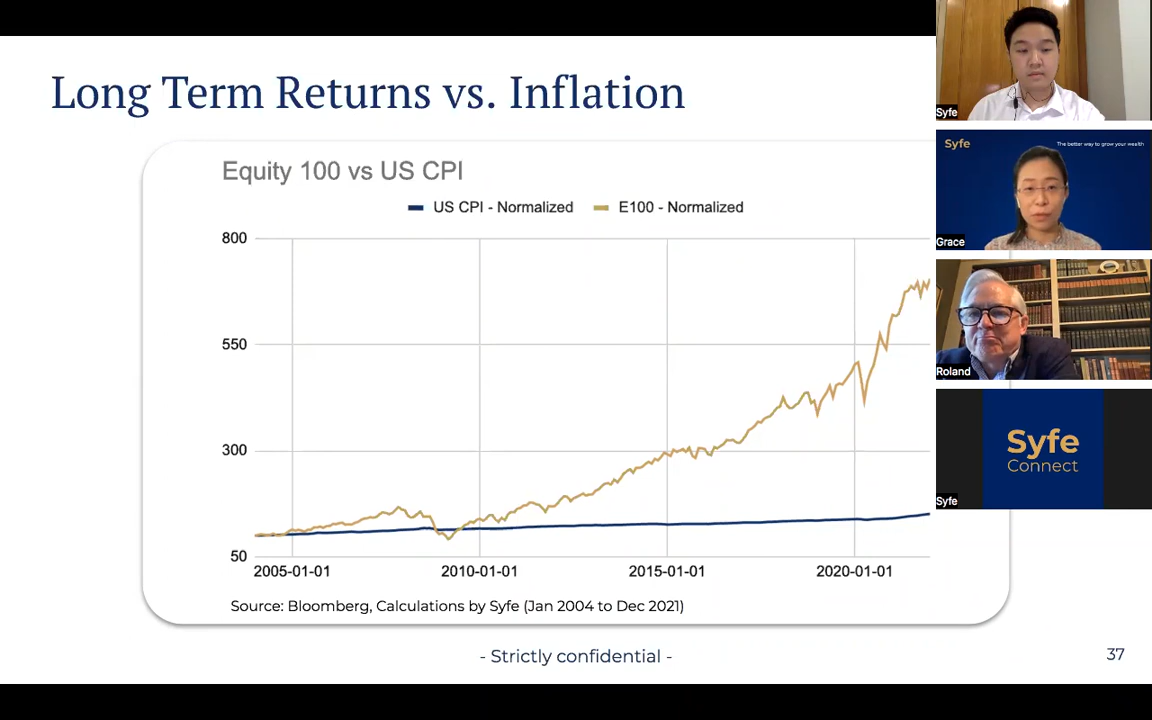 Long Term Returns vs. Inflation
Equity 100 vs US CPI
US CPI - Normalized
E100 - Normalized
800
550
300
50
2005-01-01
2010-01-01
2015-01-01
2020-01-01
Source: Bloomberg, Calculations by Syfe (Jan 2004 to Dec 2021)
- Strictly confidential -
37
Syfe
Syfe
The better way to grow your wealth
Grace
Roland
Syfe
Connect
Syfe